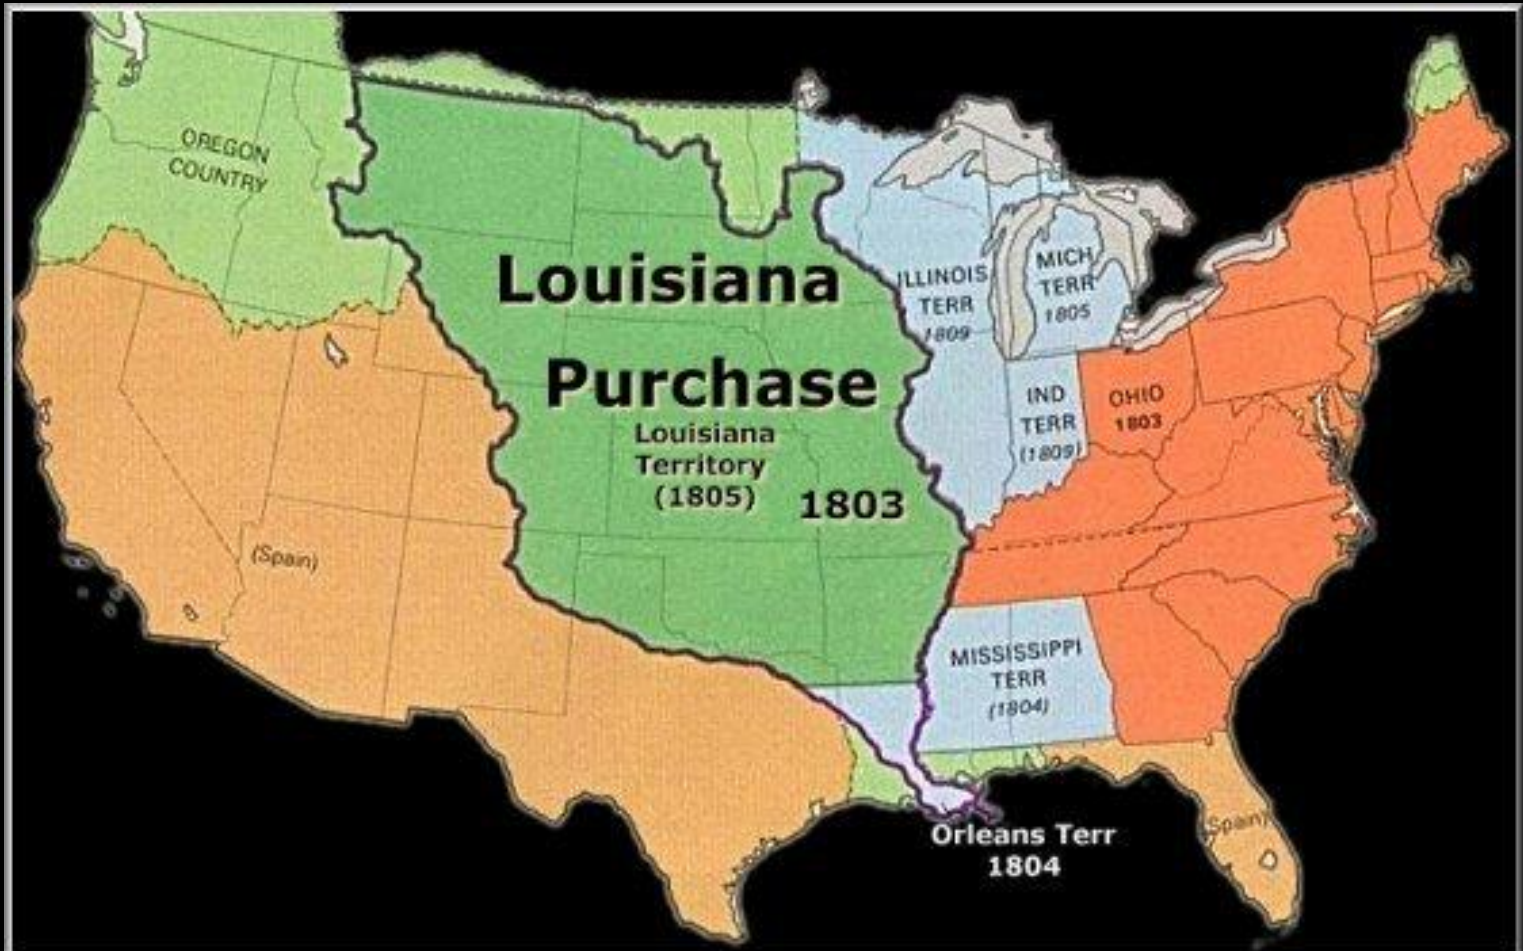 OREGON
COUNTRY
Louisiana
Purchase
Louisiana
Territory
(1805)
1803
ILLINOIS
TERR
1809
MICH
TERR
1805
IND
TERR
(1809)
OHIO
1803
(Spain)
MISSISSIPPI
TERR
(1804)
Orleans Terr
1804
(Spain)